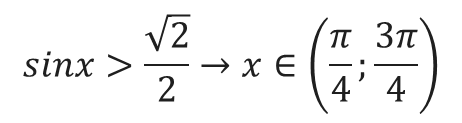 sinx > √2/2 → x ∈ (π/4 ; 3π/4)